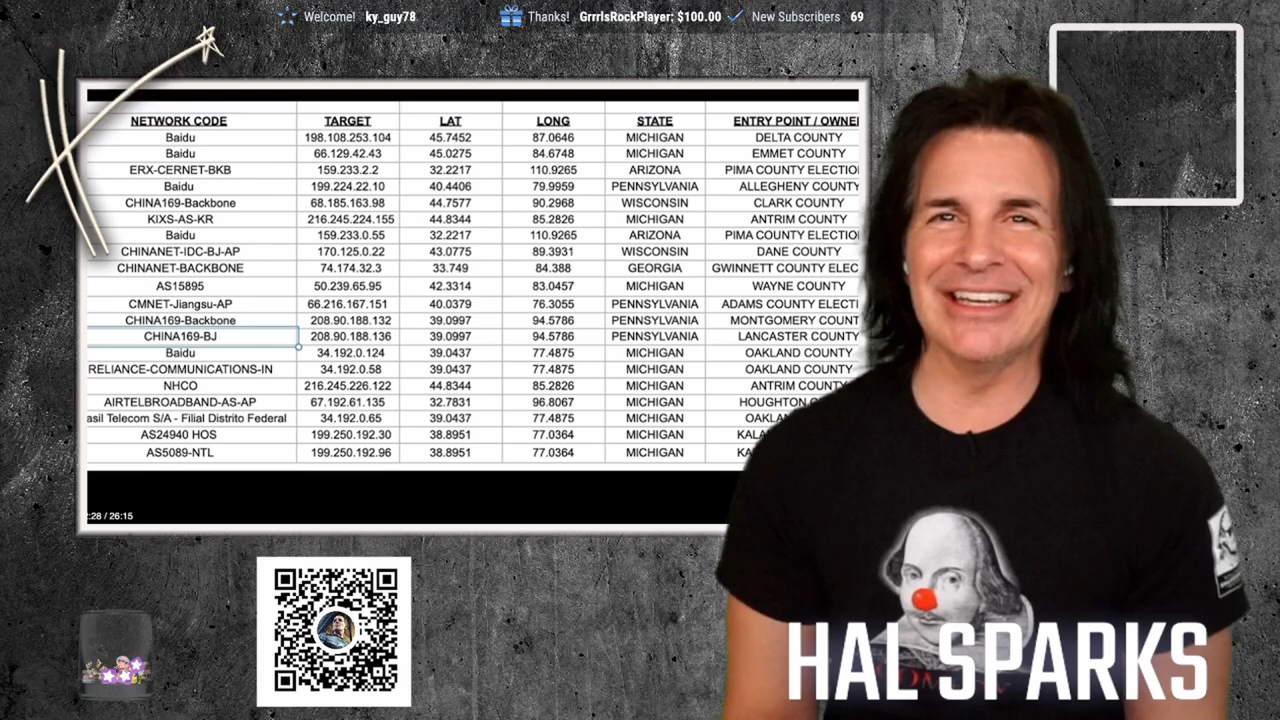 Welcome! ky_guy78 Thanks! GrrrlsRockPlayer: $100.00 New Subscribers 69
NETWORK CODE TARGET LAT LONG STATE ENTRY POINT / OWNE
Baidu 198.108.253.104 45.7452 87.0646 MICHIGAN DELTA COUNTY
Baidu 66.129.42.43 45.0275 84.6748 MICHIGAN EMMET COUNTY
ERX-CERNET-BKB 159.233.2.2 32.2217 110.9265 ARIZONA PIMA COUNTY ELECTIO
Baidu 199.224.22.10 40.4406 79.9959 PENNSYLVANIA ALLEGHENY COUNTY
CHINA169-Backbone 68.185.163.98 44.7577 90.2968 WISCONSIN CLARK COUNTY
KIXS-AS-KR 216.245.224.155 44.8344 85.2826 MICHIGAN ANTRIM COUNTY
Baidu 159.233.0.55 32.2217 110.9265 ARIZONA PIMA COUNTY ELECTIO
CHINANET-IDC-BJ-AP 170.125.0.22 43.0775 89.3931 WISCONSIN DANE COUNTY
CHINANET-BACKBONE 74.174.32.3 33.749 84.388 GEORGIA GWINNETT COUNTY ELEC
AS15895 50.239.65.95 42.3314 83.0457 MICHIGAN WAYNE COUNTY
CMNET-Jiangsu-AP 66.216.167.151 40.0379 76.3055 PENNSYLVANIA ADAMS COUNTY ELECTI
CHINA169-Backbone 208.90.188.132 39.0997 94.5786 PENNSYLVANIA MONTGOMERY COUNT
CHINA169-BJ 208.90.188.136 39.0997 94.5786 PENNSYLVANIA LANCASTER COUNTY
Baidu 34.192.0.124 39.0437 77.4875 MICHIGAN OAKLAND COUNTY
RELIANCE-COMMUNICATIONS-IN 34.192.0.58 39.0437 77.4875 MICHIGAN OAKLAND COUNTY
NHCO 216.245.226.122 44.8344 85.2826 MICHIGAN ANTRIM COUNTY
AIRTELBROADBAND-AS-AP 67.192.61.135 32.7831 96.8067 MICHIGAN HOUGHTON
asil Telecom S/A - Filial Distrito Federal 34.192.0.65 39.0437 77.4875 MICHIGAN OAKLA
AS24940 HOS 199.250.192.30 38.8951 77.0364 MICHIGAN KALA
AS5089-NTL 199.250.192.96 38.8951 77.0364 MICHIGAN KA
:28 / 26:15
HAL SPARKS